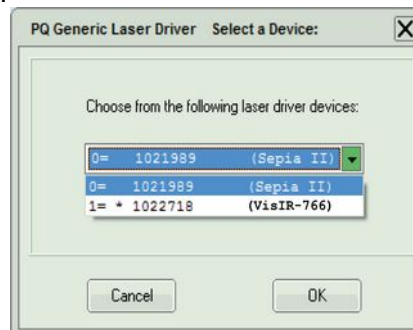 PQ Generic Laser Driver Select a Device:
Choose from the following laser driver devices:
0= 1021989 (Sepia II)
0= 1021989 (Sepia II)
1= * 1022718 (VisIR-766)
Cancel OK